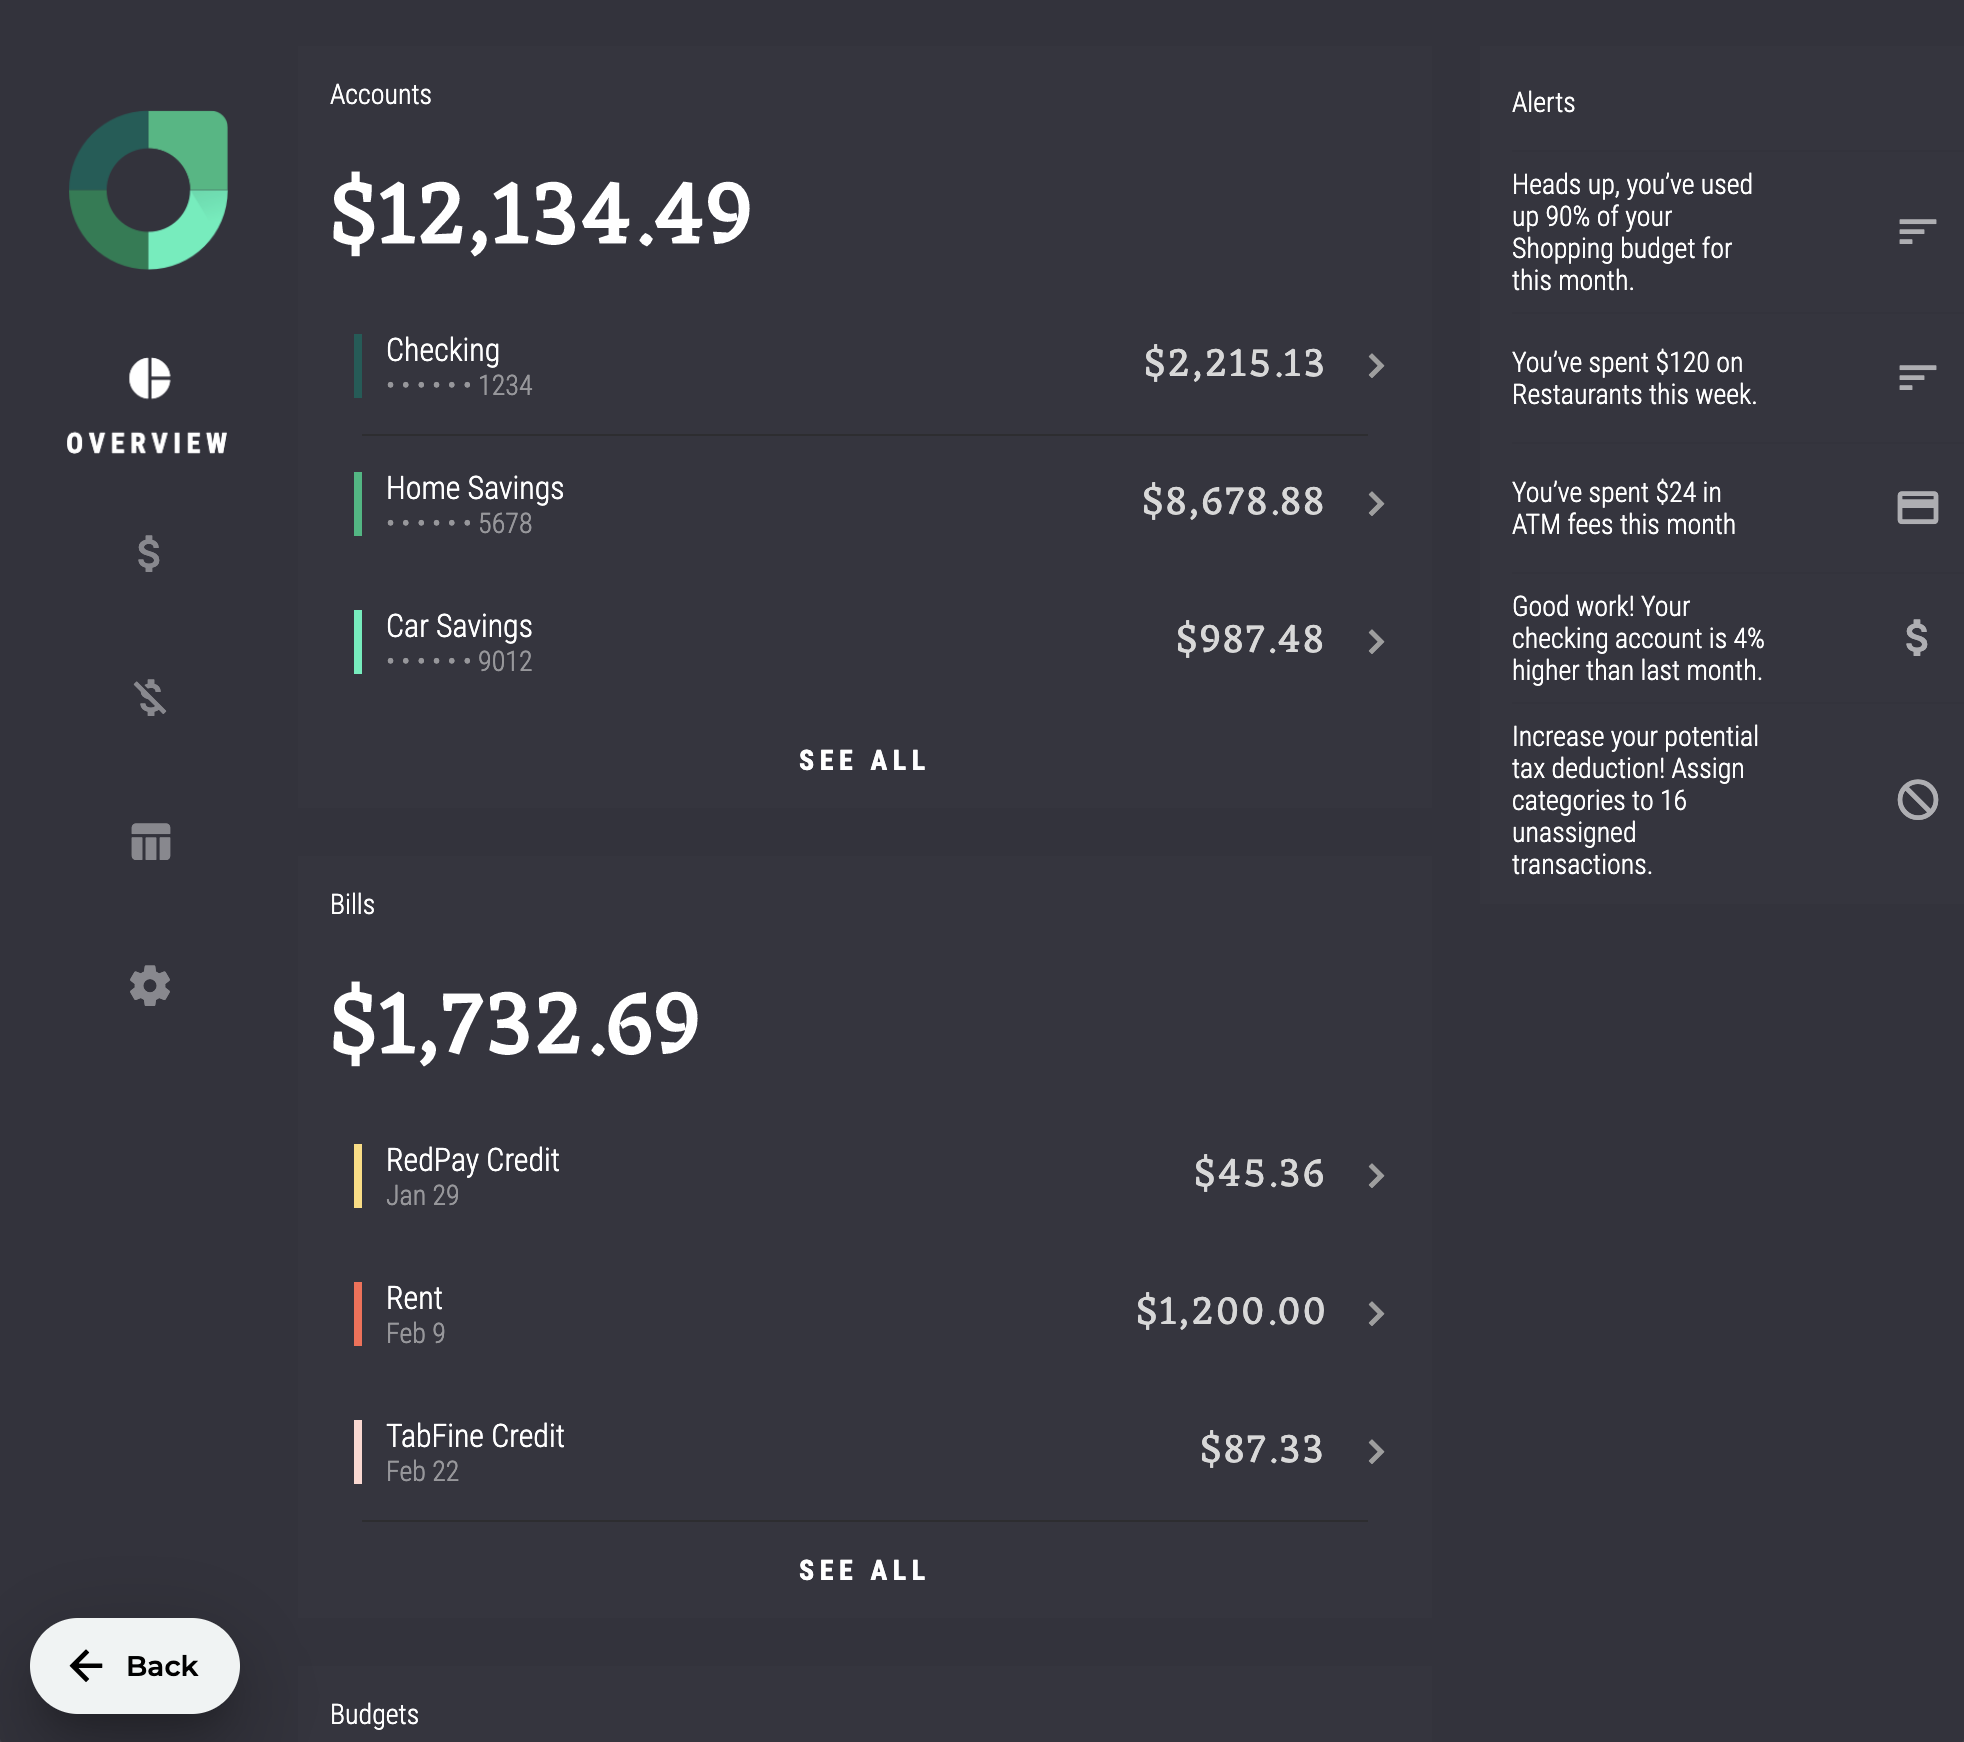 OVERVIEW
Accounts
$12,134.49
Checking
• • • • • • 1234
$2,215.13
Home Savings
• • • • • • 5678
$8,678.88
Car Savings
• • • • • • 9012
$987.48
SEE ALL
Bills
$1,732.69
RedPay Credit
Jan 29
$45.36
Rent
Feb 9
$1,200.00
TabFine Credit
Feb 22
$87.33
SEE ALL
Budgets
Alerts
Heads up, you’ve used
up 90% of your
Shopping budget for
this month.
You’ve spent $120 on
Restaurants this week.
You’ve spent $24 in
ATM fees this month
Good work! Your
checking account is 4%
higher than last month.
Increase your potential
tax deduction! Assign
categories to 16
unassigned
transactions.
Back